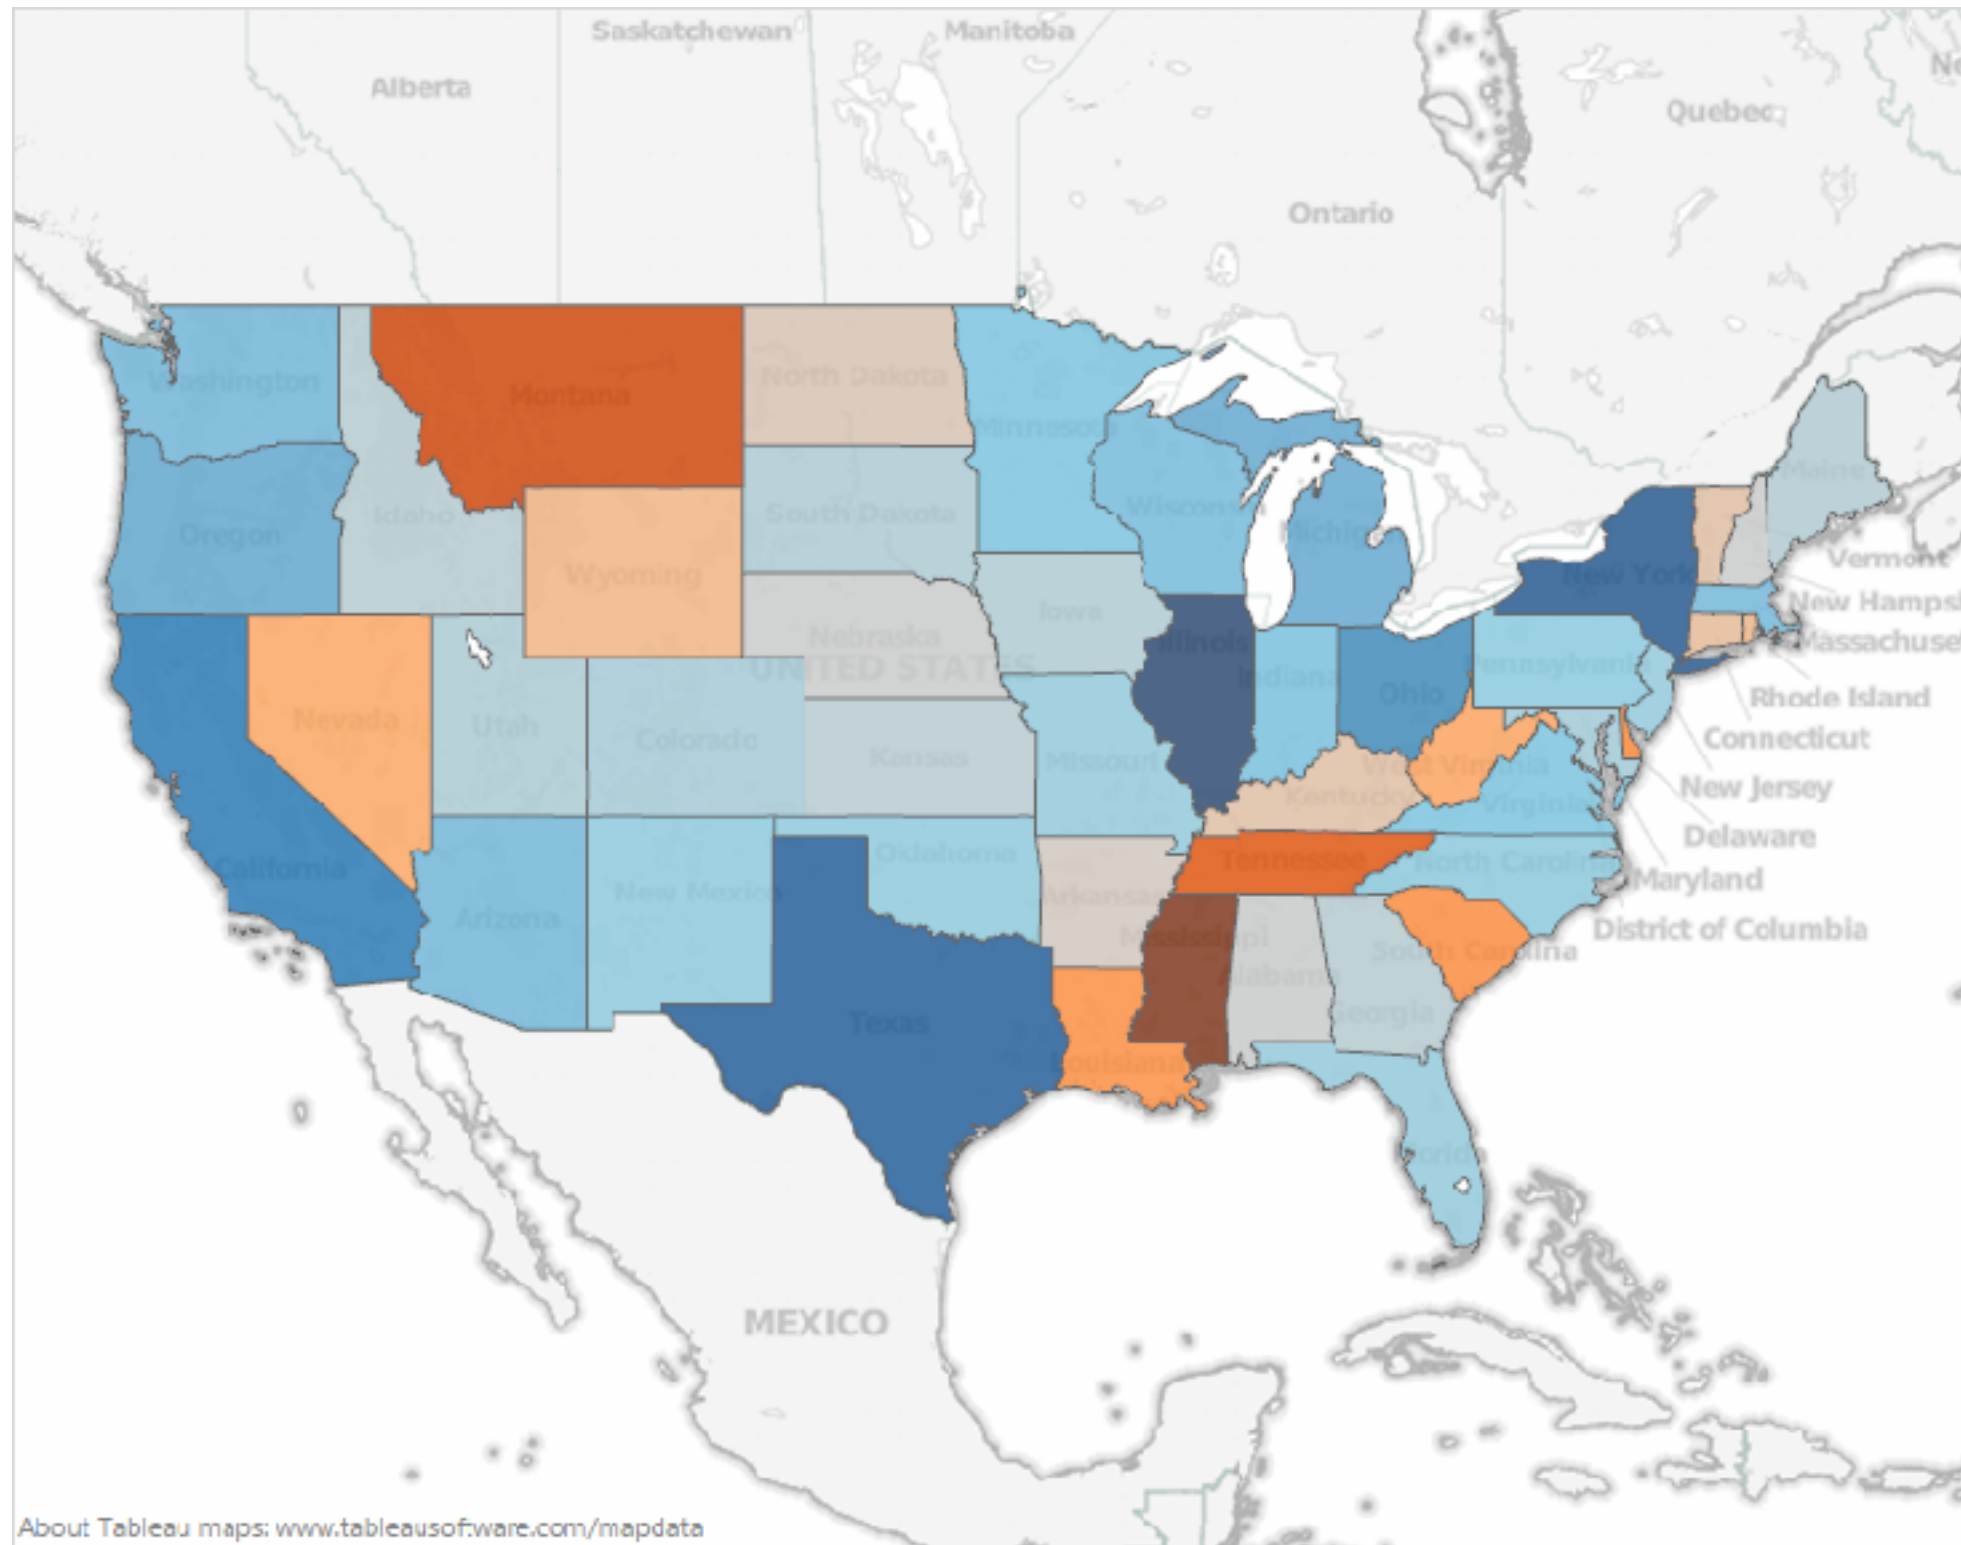 Saskatchewan
Manitoba
Alberta
Quebec
Ontario
Washington
Montana
North Dakota
Minnesota
Maine
Idaho
South Dakota
Wisconsin
Oregon
Michigan
Vermont
Wyoming
New York
New Hamps
Iowa
Nebraska
Illinois
Massachuse
UNITED STATES
Pennsylvania
Indiana
Ohio
Rhode Island
Nevada
Utah
Colorado
Connecticut
Kansas
Missouri
West Virginia
New Jersey
Kentucky
Virginia
Delaware
Oklahoma
Tennessee
North Carolina
California
Maryland
New Mexico
Arkansas
Arizona
District of Columbia
Mississippi
South Carolina
Alabama
Georgia
Texas
Louisiana
Florida
MEXICO
About Tableau maps: www.tableausoftware.com/mapdata